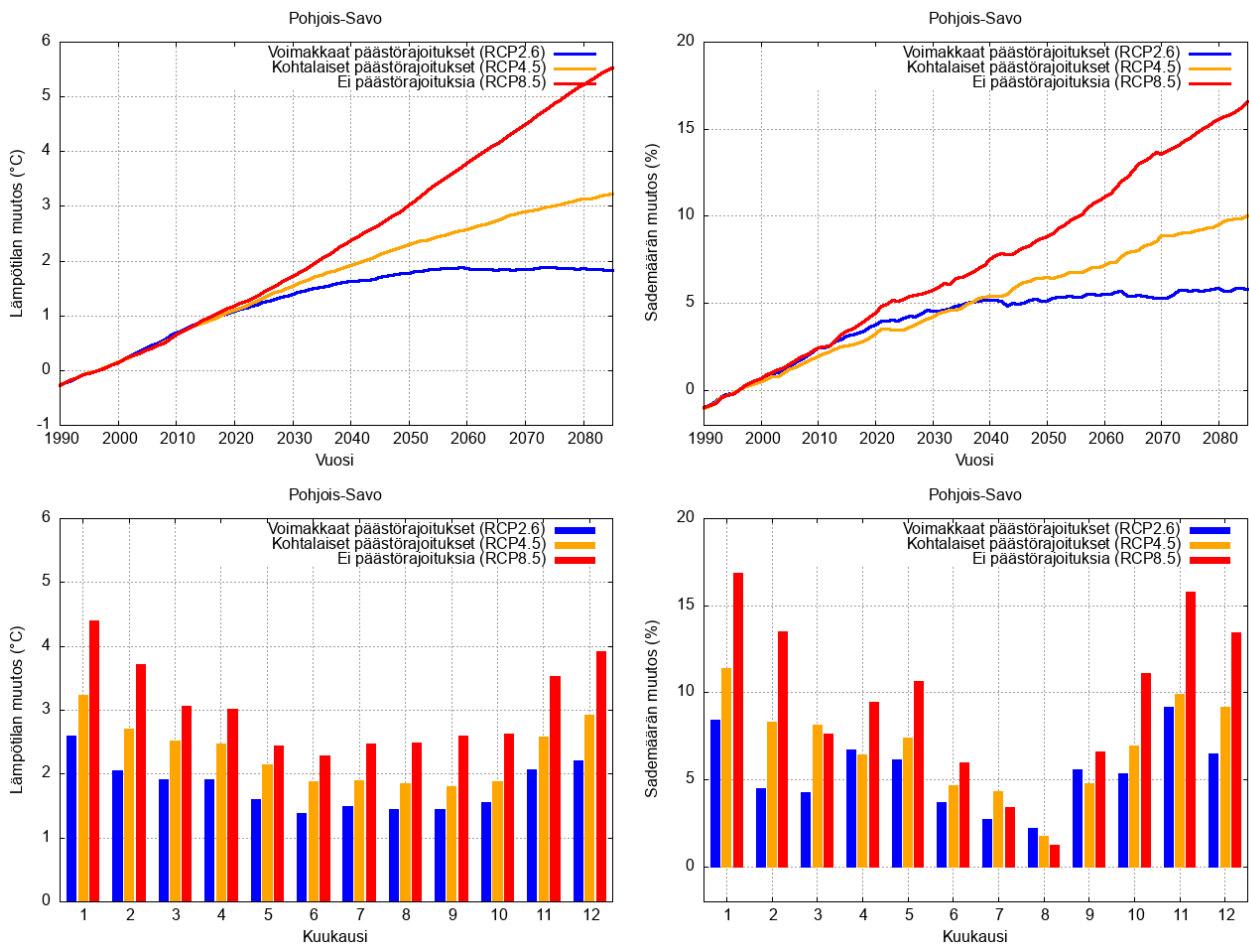 Pohjois-Savo
Voimakkaat päästörajoitukset (RCP2.6)
Kohtalaiset päästörajoitukset (RCP4.5)
Ei päästörajoituksia (RCP8.5)
Lämpötilan muutos (°C)
6
5
4
3
2
1
0
-1
1990 2000 2010 2020 2030 2040 2050 2060 2070 2080
Vuosi
Pohjois-Savo
Voimakkaat päästörajoitukset (RCP2.6)
Kohtalaiset päästörajoitukset (RCP4.5)
Ei päästörajoituksia (RCP8.5)
Sademäärän muutos (%)
20
15
10
5
0
1990 2000 2010 2020 2030 2040 2050 2060 2070 2080
Vuosi
Pohjois-Savo
Voimakkaat päästörajoitukset (RCP2.6)
Kohtalaiset päästörajoitukset (RCP4.5)
Ei päästörajoituksia (RCP8.5)
Lämpötilan muutos (°C)
6
5
4
3
2
1
0
1 2 3 4 5 6 7 8 9 10 11 12
Kuukausi
Pohjois-Savo
Voimakkaat päästörajoitukset (RCP2.6)
Kohtalaiset päästörajoitukset (RCP4.5)
Ei päästörajoituksia (RCP8.5)
Sademäärän muutos (%)
20
15
10
5
0
1 2 3 4 5 6 7 8 9 10 11 12
Kuukausi